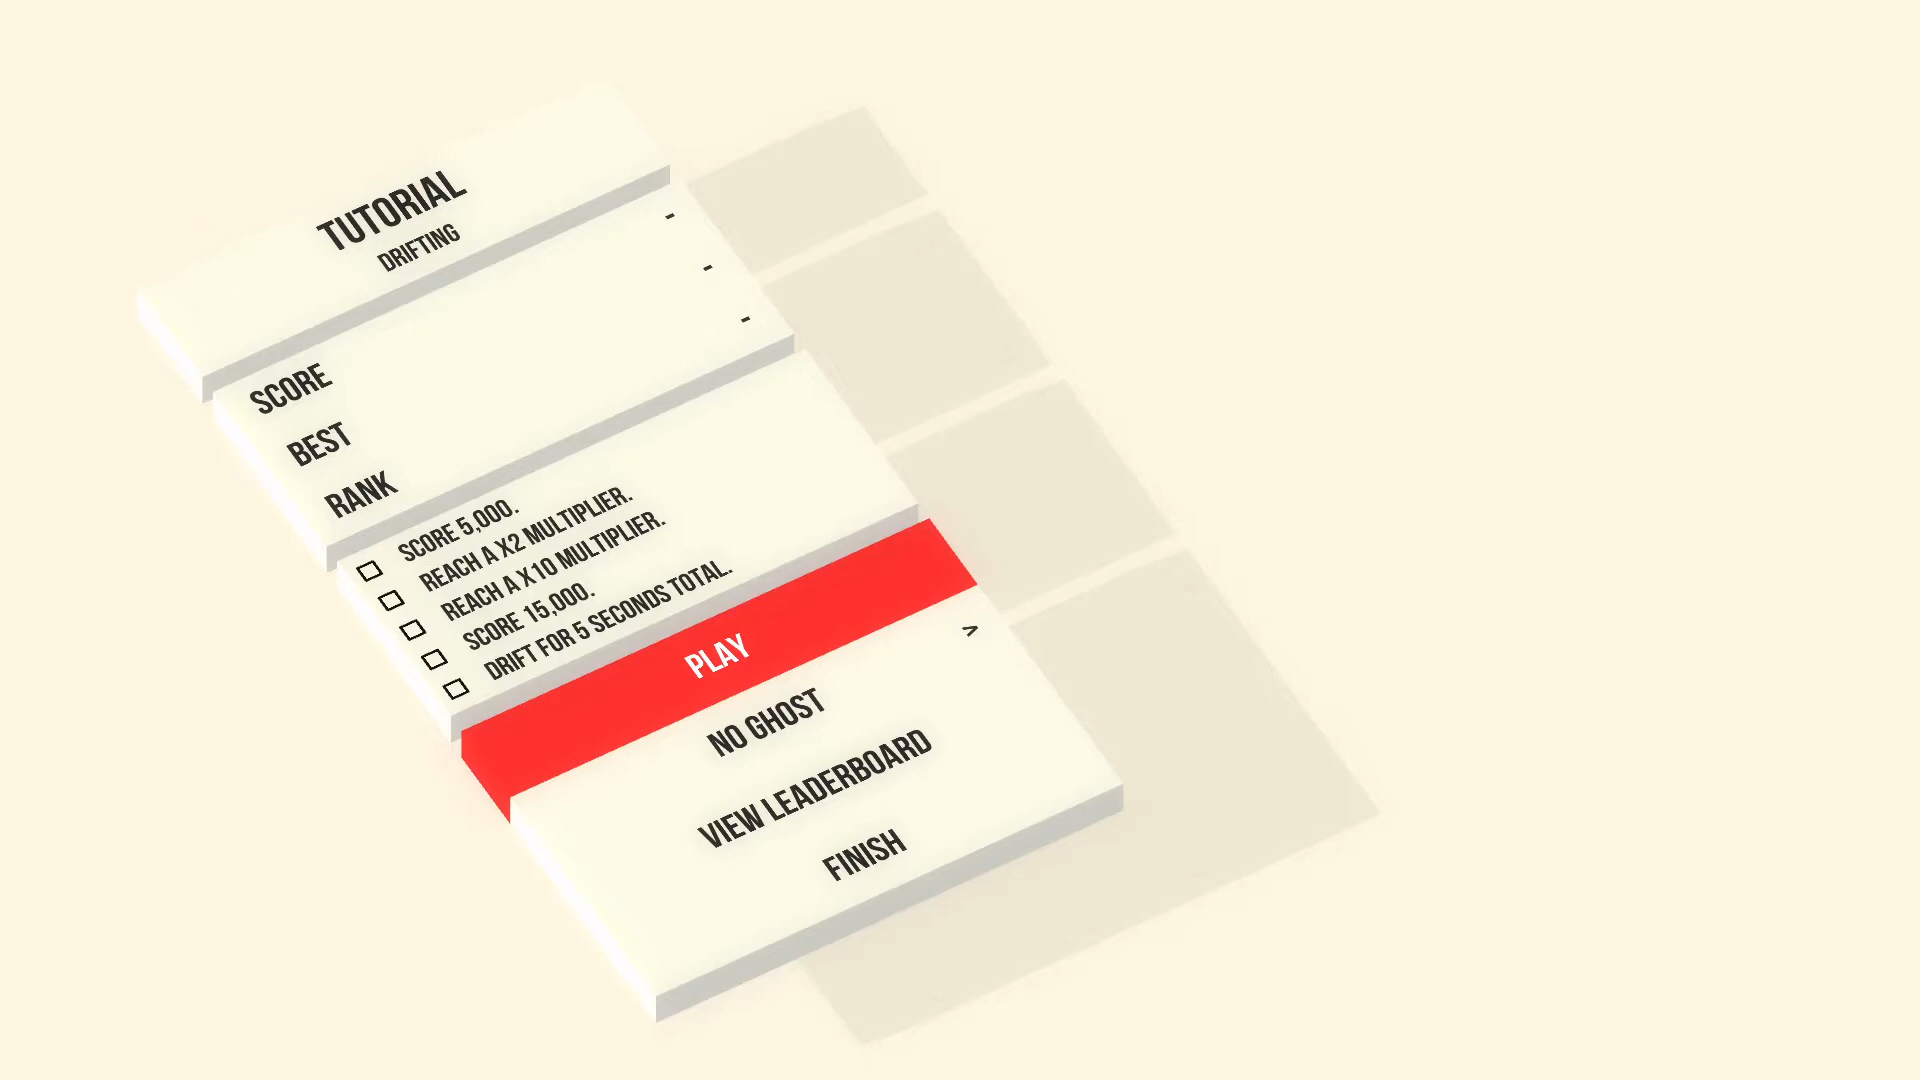 TUTORIAL
DRIFTING
SCORE -
BEST -
RANK -
SCORE 5,000.
REACH A X2 MULTIPLIER.
REACH A X10 MULTIPLIER.
SCORE 15,000.
DRIFT FOR 5 SECONDS TOTAL.
PLAY
NO GHOST >
VIEW LEADERBOARD
FINISH